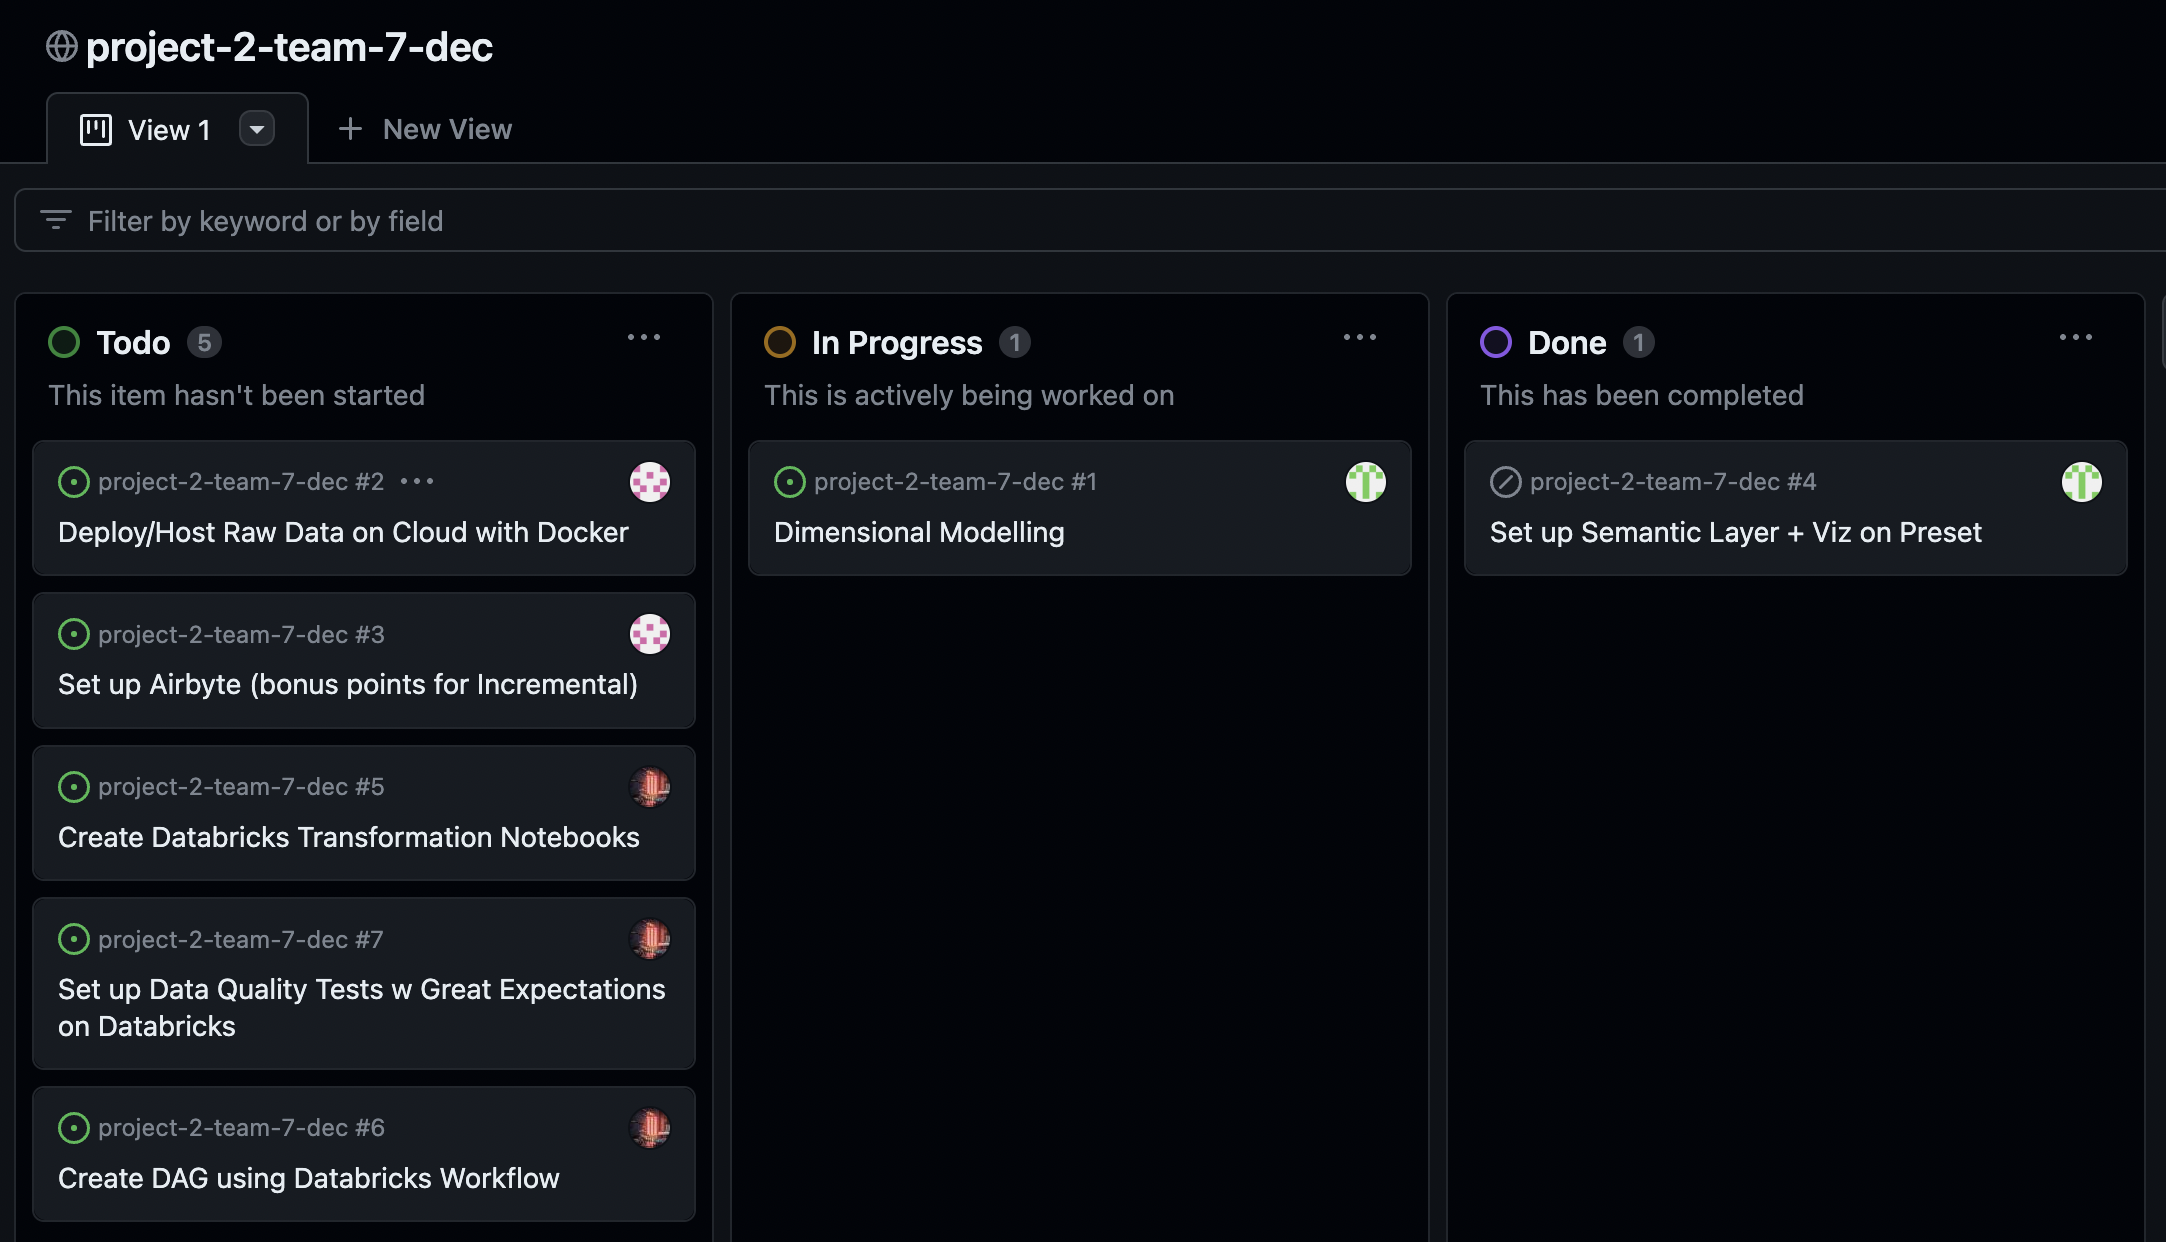 project-2-team-7-dec
View 1
New View
Filter by keyword or by field
Todo 5
This item hasn't been started
project-2-team-7-dec #2
Deploy/Host Raw Data on Cloud with Docker
project-2-team-7-dec #3
Set up Airbyte (bonus points for Incremental)
project-2-team-7-dec #5
Create Databricks Transformation Notebooks
project-2-team-7-dec #7
Set up Data Quality Tests w Great Expectations
on Databricks
project-2-team-7-dec #6
Create DAG using Databricks Workflow
In Progress 1
This is actively being worked on
project-2-team-7-dec #1
Dimensional Modelling
Done 1
This has been completed
project-2-team-7-dec #4
Set up Semantic Layer + Viz on Preset